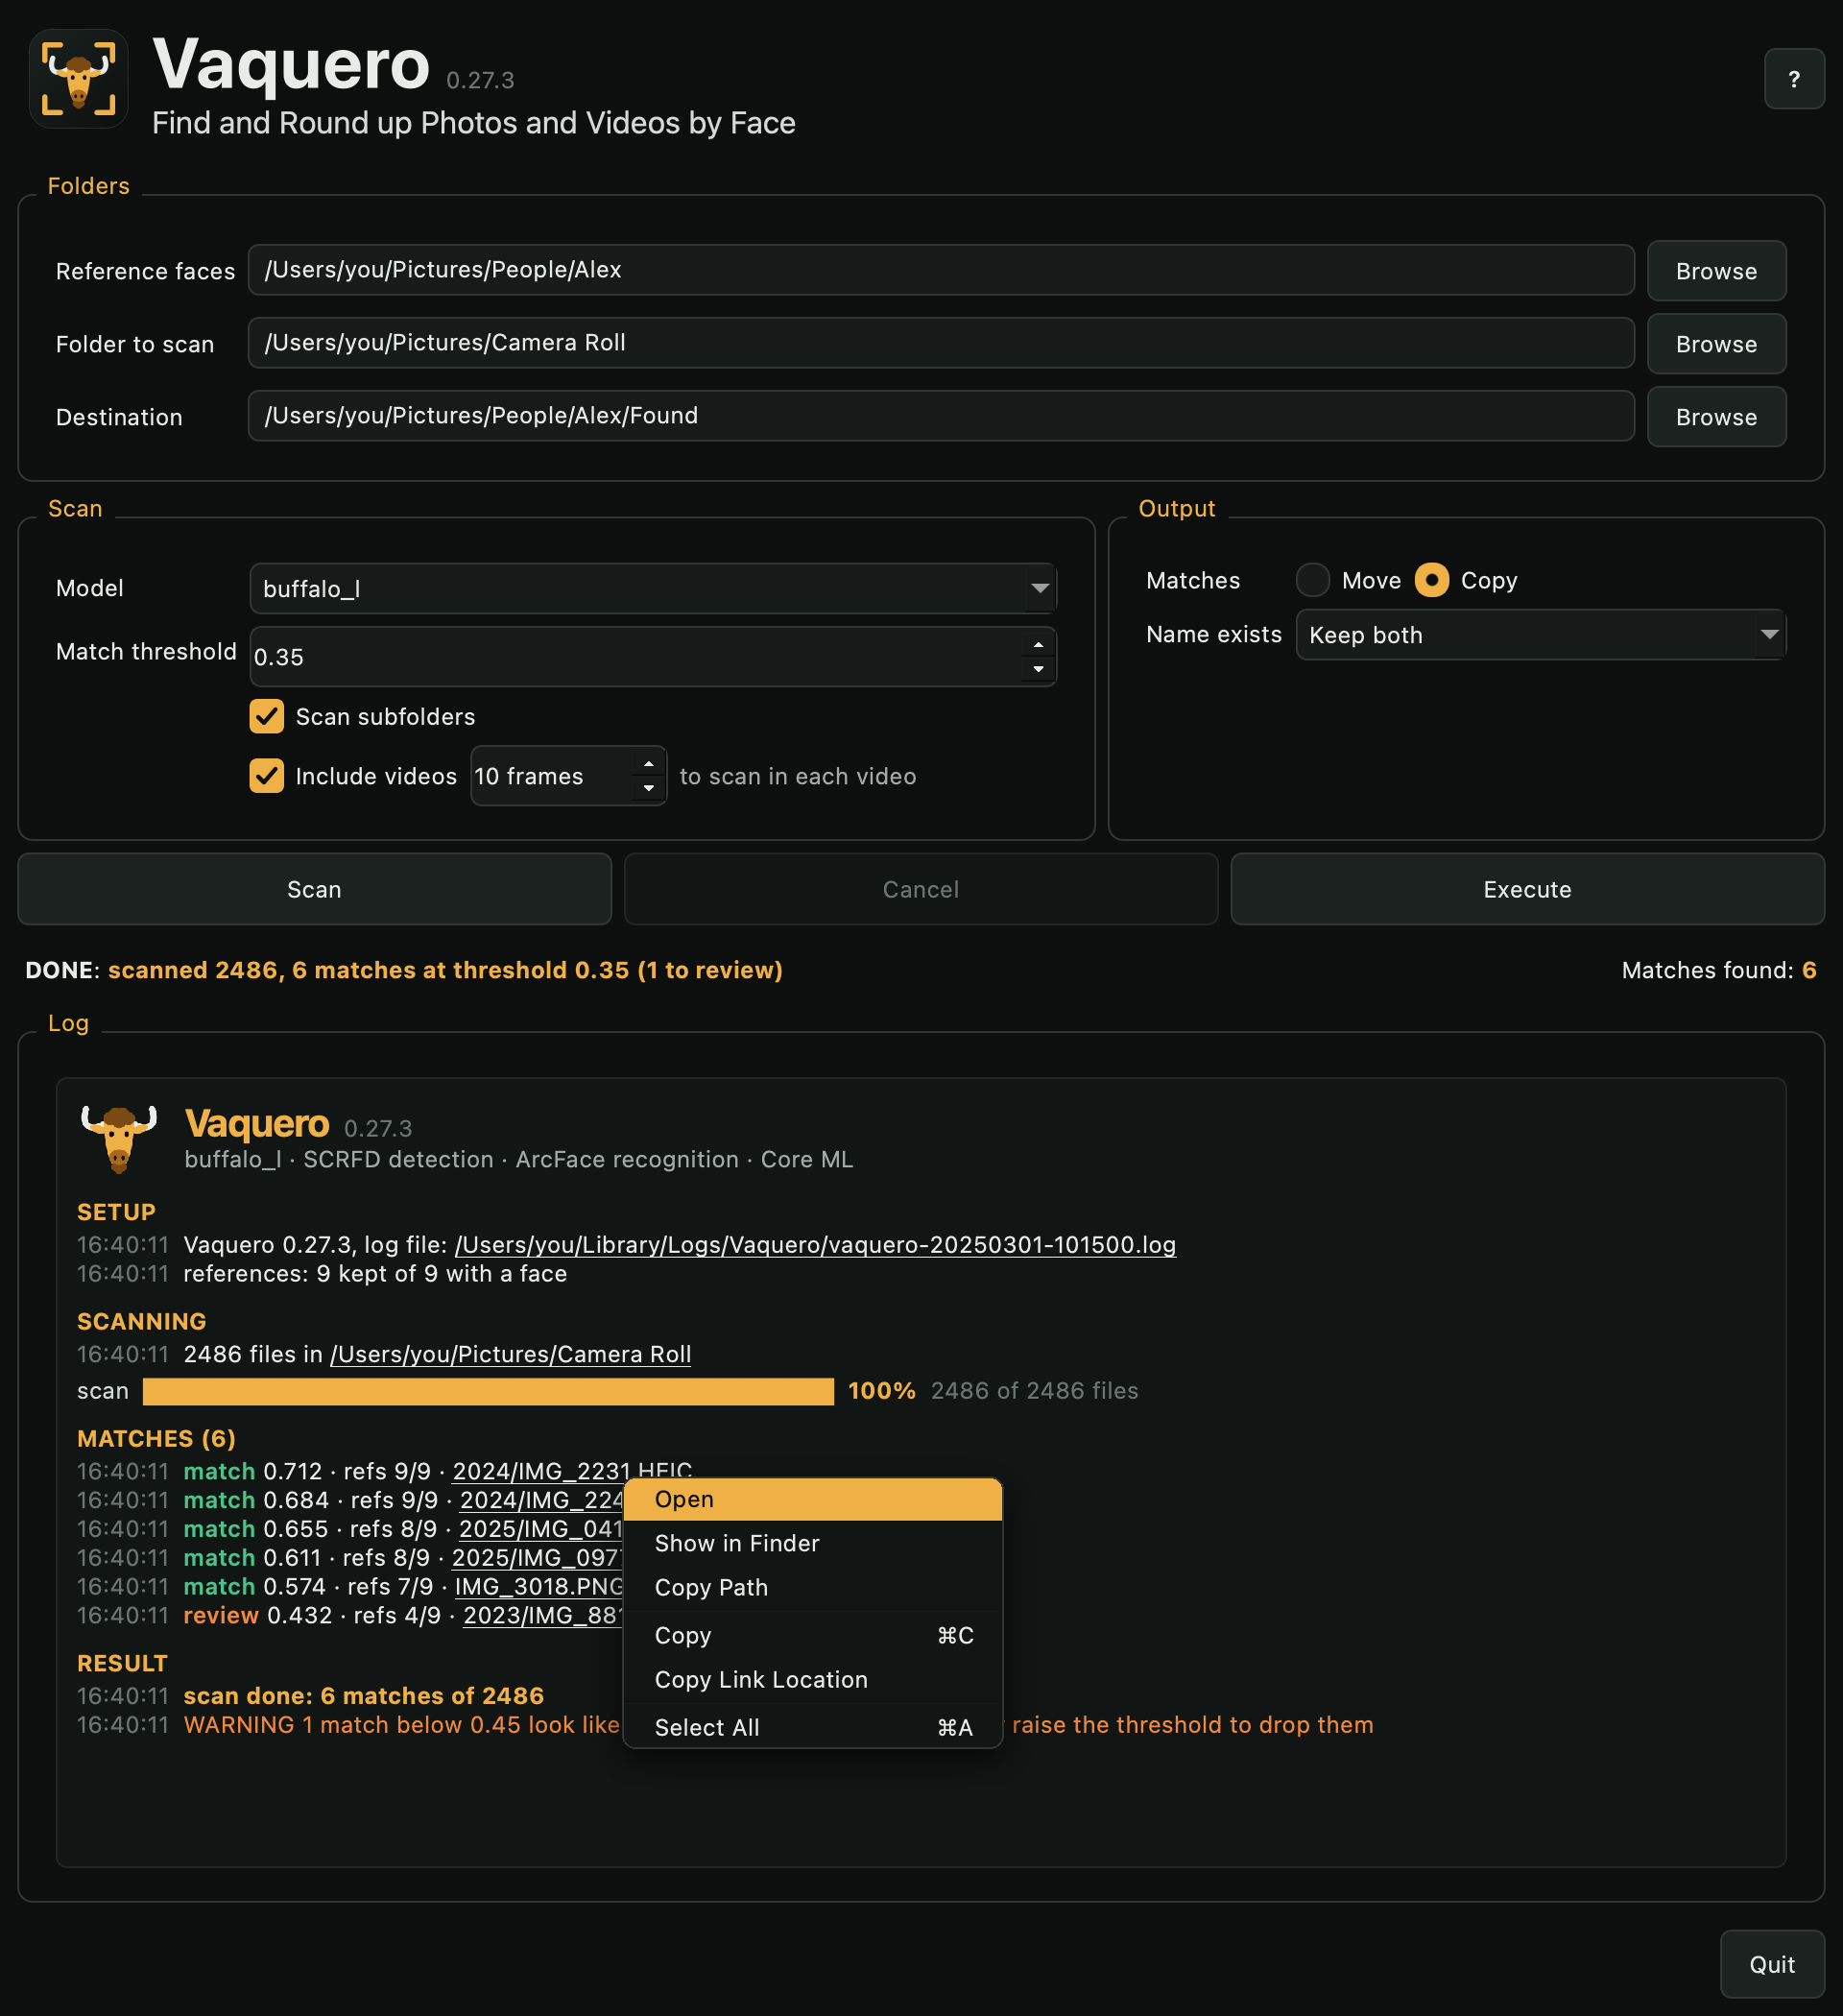 Vaquero 0.27.3
?
Find and Round up Photos and Videos by Face
Folders
Reference faces /Users/you/Pictures/People/Alex Browse
Folder to scan /Users/you/Pictures/Camera Roll Browse
Destination /Users/you/Pictures/People/Alex/Found Browse
Scan
Model buffalo_l
Match threshold 0.35
Scan subfolders
Include videos 10 frames to scan in each video
Output
Matches Move Copy
Name exists Keep both
Scan Cancel Execute
DONE: scanned 2486, 6 matches at threshold 0.35 (1 to review) Matches found: 6
Log
Vaquero 0.27.3
buffalo_l · SCRFD detection · ArcFace recognition · Core ML
SETUP
16:40:11 Vaquero 0.27.3, log file: /Users/you/Library/Logs/Vaquero/vaquero-20250301-101500.log
16:40:11 references: 9 kept of 9 with a face
SCANNING
16:40:11 2486 files in /Users/you/Pictures/Camera Roll
scan 100% 2486 of 2486 files
MATCHES (6)
16:40:11 match 0.712 · refs 9/9 · 2024/IMG_2231.HEIC
16:40:11 match 0.684 · refs 9/9 · 2024/IMG_224
16:40:11 match 0.655 · refs 8/9 · 2025/IMG_041
16:40:11 match 0.611 · refs 8/9 · 2025/IMG_097
16:40:11 match 0.574 · refs 7/9 · IMG_3018.PNG
16:40:11 review 0.432 · refs 4/9 · 2023/IMG_88
RESULT
16:40:11 scan done: 6 matches of 2486
16:40:11 WARNING 1 match below 0.45 look like raise the threshold to drop them
Open
Show in Finder
Copy Path
Copy ⌘C
Copy Link Location
Select All ⌘A
Quit